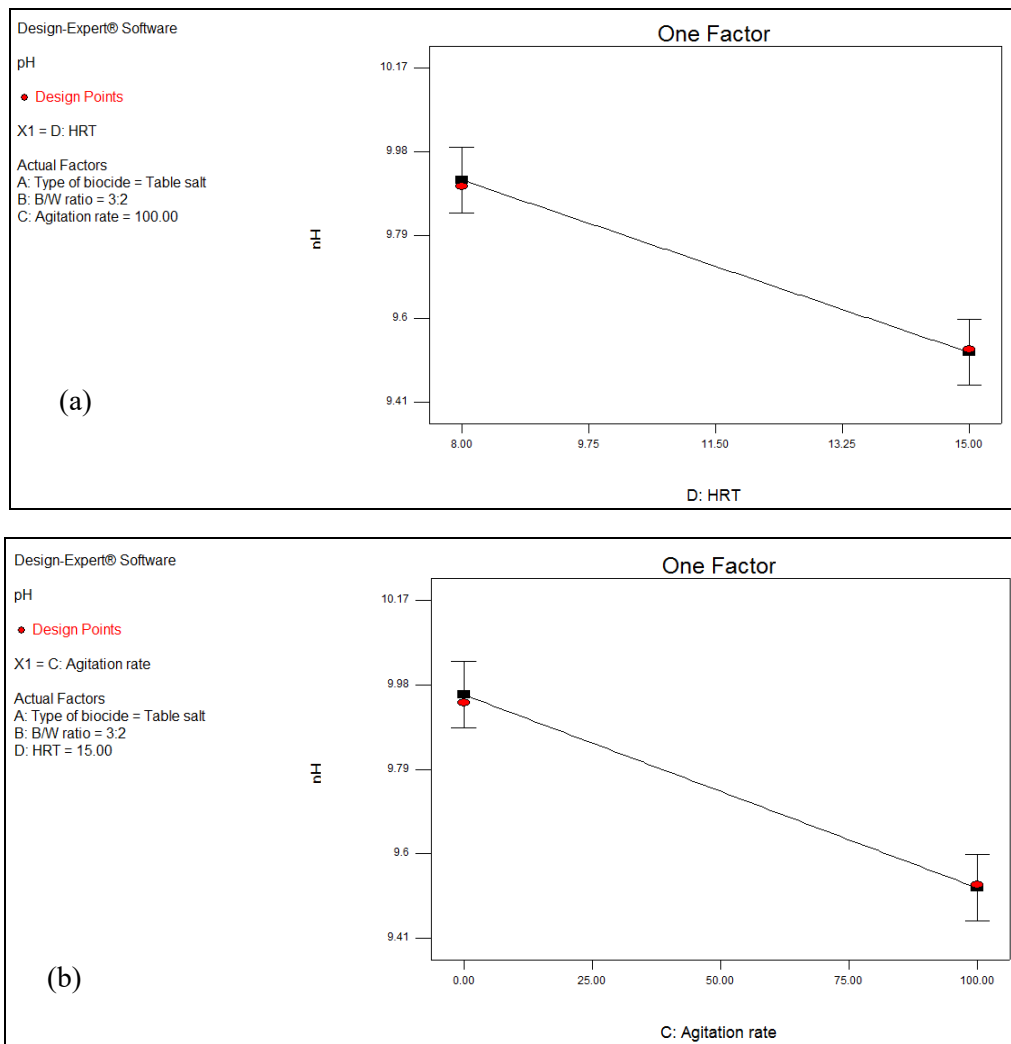 Design-Expert® Software
pH
Design Points
X1 = D: HRT
Actual Factors
A: Type of biocide = Table salt
B: B/W ratio = 3:2
C: Agitation rate = 100.00
(a)
One Factor
pH
10.17
9.98
9.79
9.6
9.41
8.00 9.75 11.50 13.25 15.00
D: HRT
Design-Expert® Software
pH
Design Points
X1 = C: Agitation rate
Actual Factors
A: Type of biocide = Table salt
B: B/W ratio = 3:2
D: HRT = 15.00
(b)
One Factor
pH
10.17
9.98
9.79
9.6
9.41
0.00 25.00 50.00 75.00 100.00
C: Agitation rate